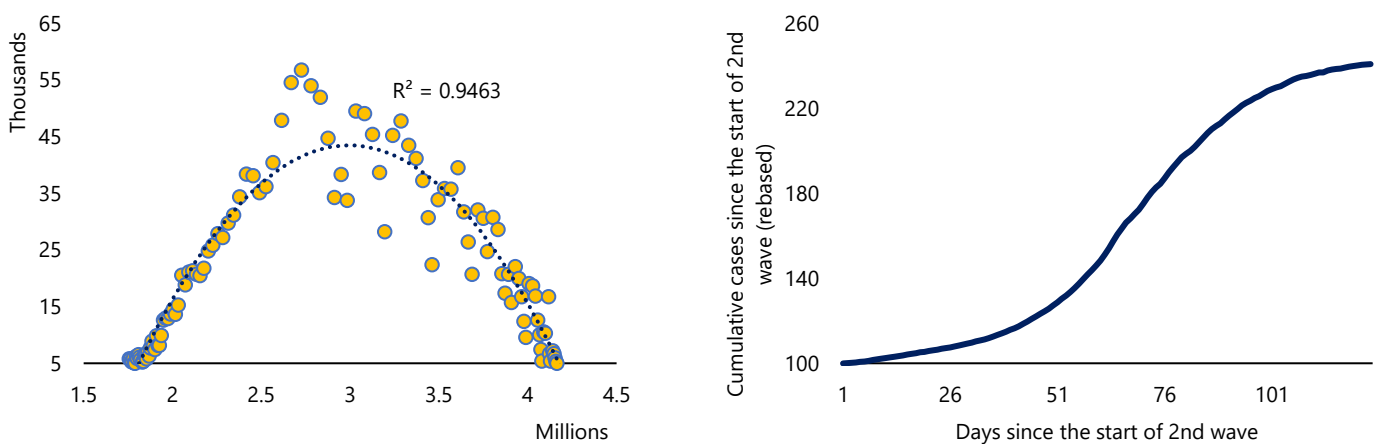 Thousands
65
55
45
35
25
15
5
R² = 0.9463
1.5 2 2.5 3 3.5 4 4.5
Millions
Cumulative cases since the start of 2nd
wave (rebased)
260
220
180
140
100
1 26 51 76 101
Days since the start of 2nd wave